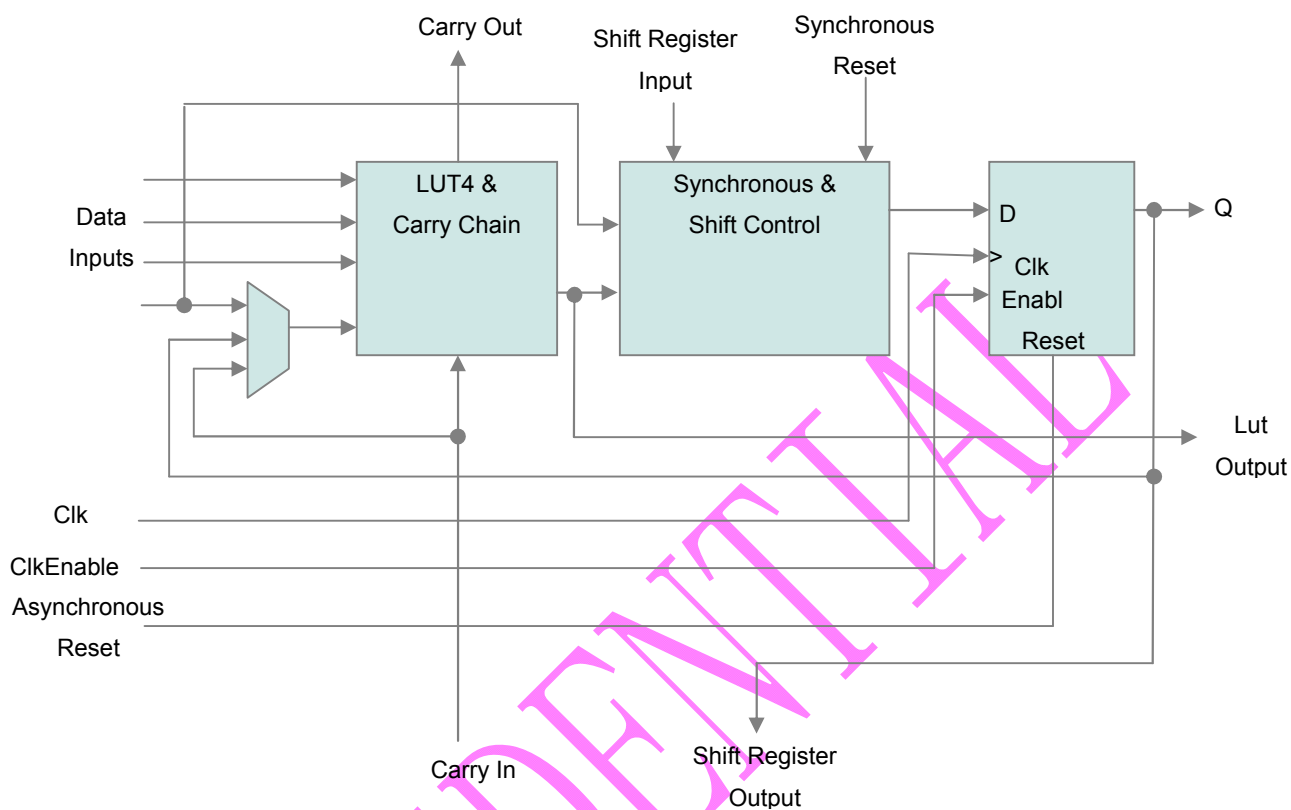 Carry Out
Shift Register
Input
Synchronous
Reset
LUT4 &
Carry Chain
Synchronous &
Shift Control
Data
Inputs
D
>
Clk
Enabl
Reset
Q
Lut
Output
Clk
ClkEnable
Asynchronous
Reset
Carry In
Shift Register
Output
DENTIAL